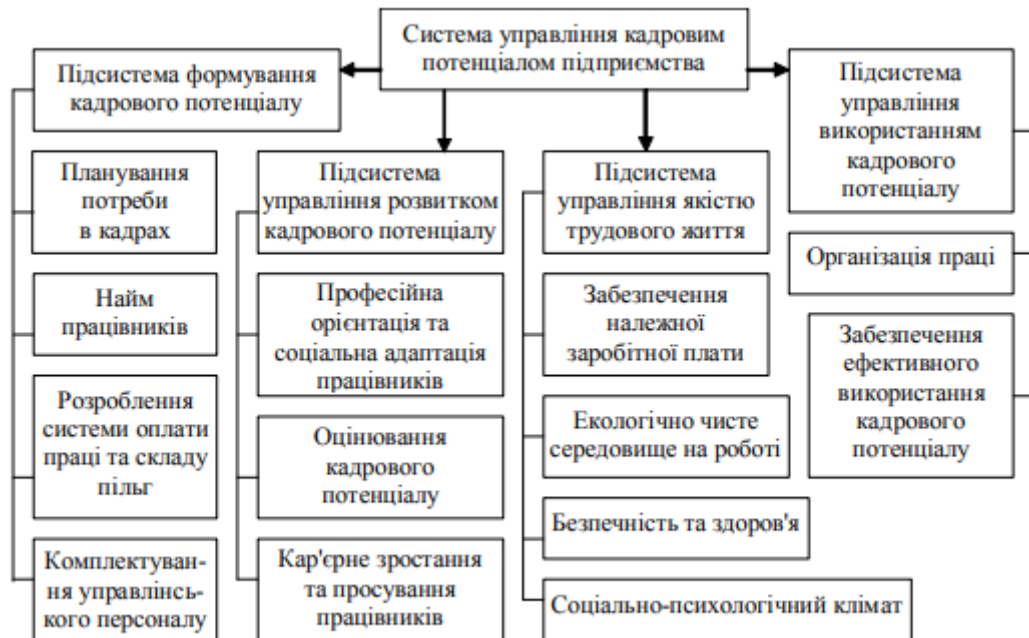 Система управління кадровим
потенціалом підприємства
Підсистема формування
кадрового потенціалу
Планування
потреби
в кадрах
Найм
працівників
Розроблення
системи оплати
праці та складу
пільг
Комплектуван-
ня управлінсь-
кого персоналу
Підсистема
управління розвитком
кадрового потенціалу
Професійна
орієнтація та
соціальна адаптація
працівників
Оцінювання
кадрового
потенціалу
Кар'єрне зростання
та просування
працівників
Підсистема
управління якістю
трудового життя
Забезпечення
належної
заробітної плати
Екологічно чисте
середовище на роботі
Безпечність та здоров'я
Соціально-психологічний клімат
Підсистема
управління
використанням
кадрового
потенціалу
Організація праці
Забезпечення
ефективного
використання
кадрового
потенціалу